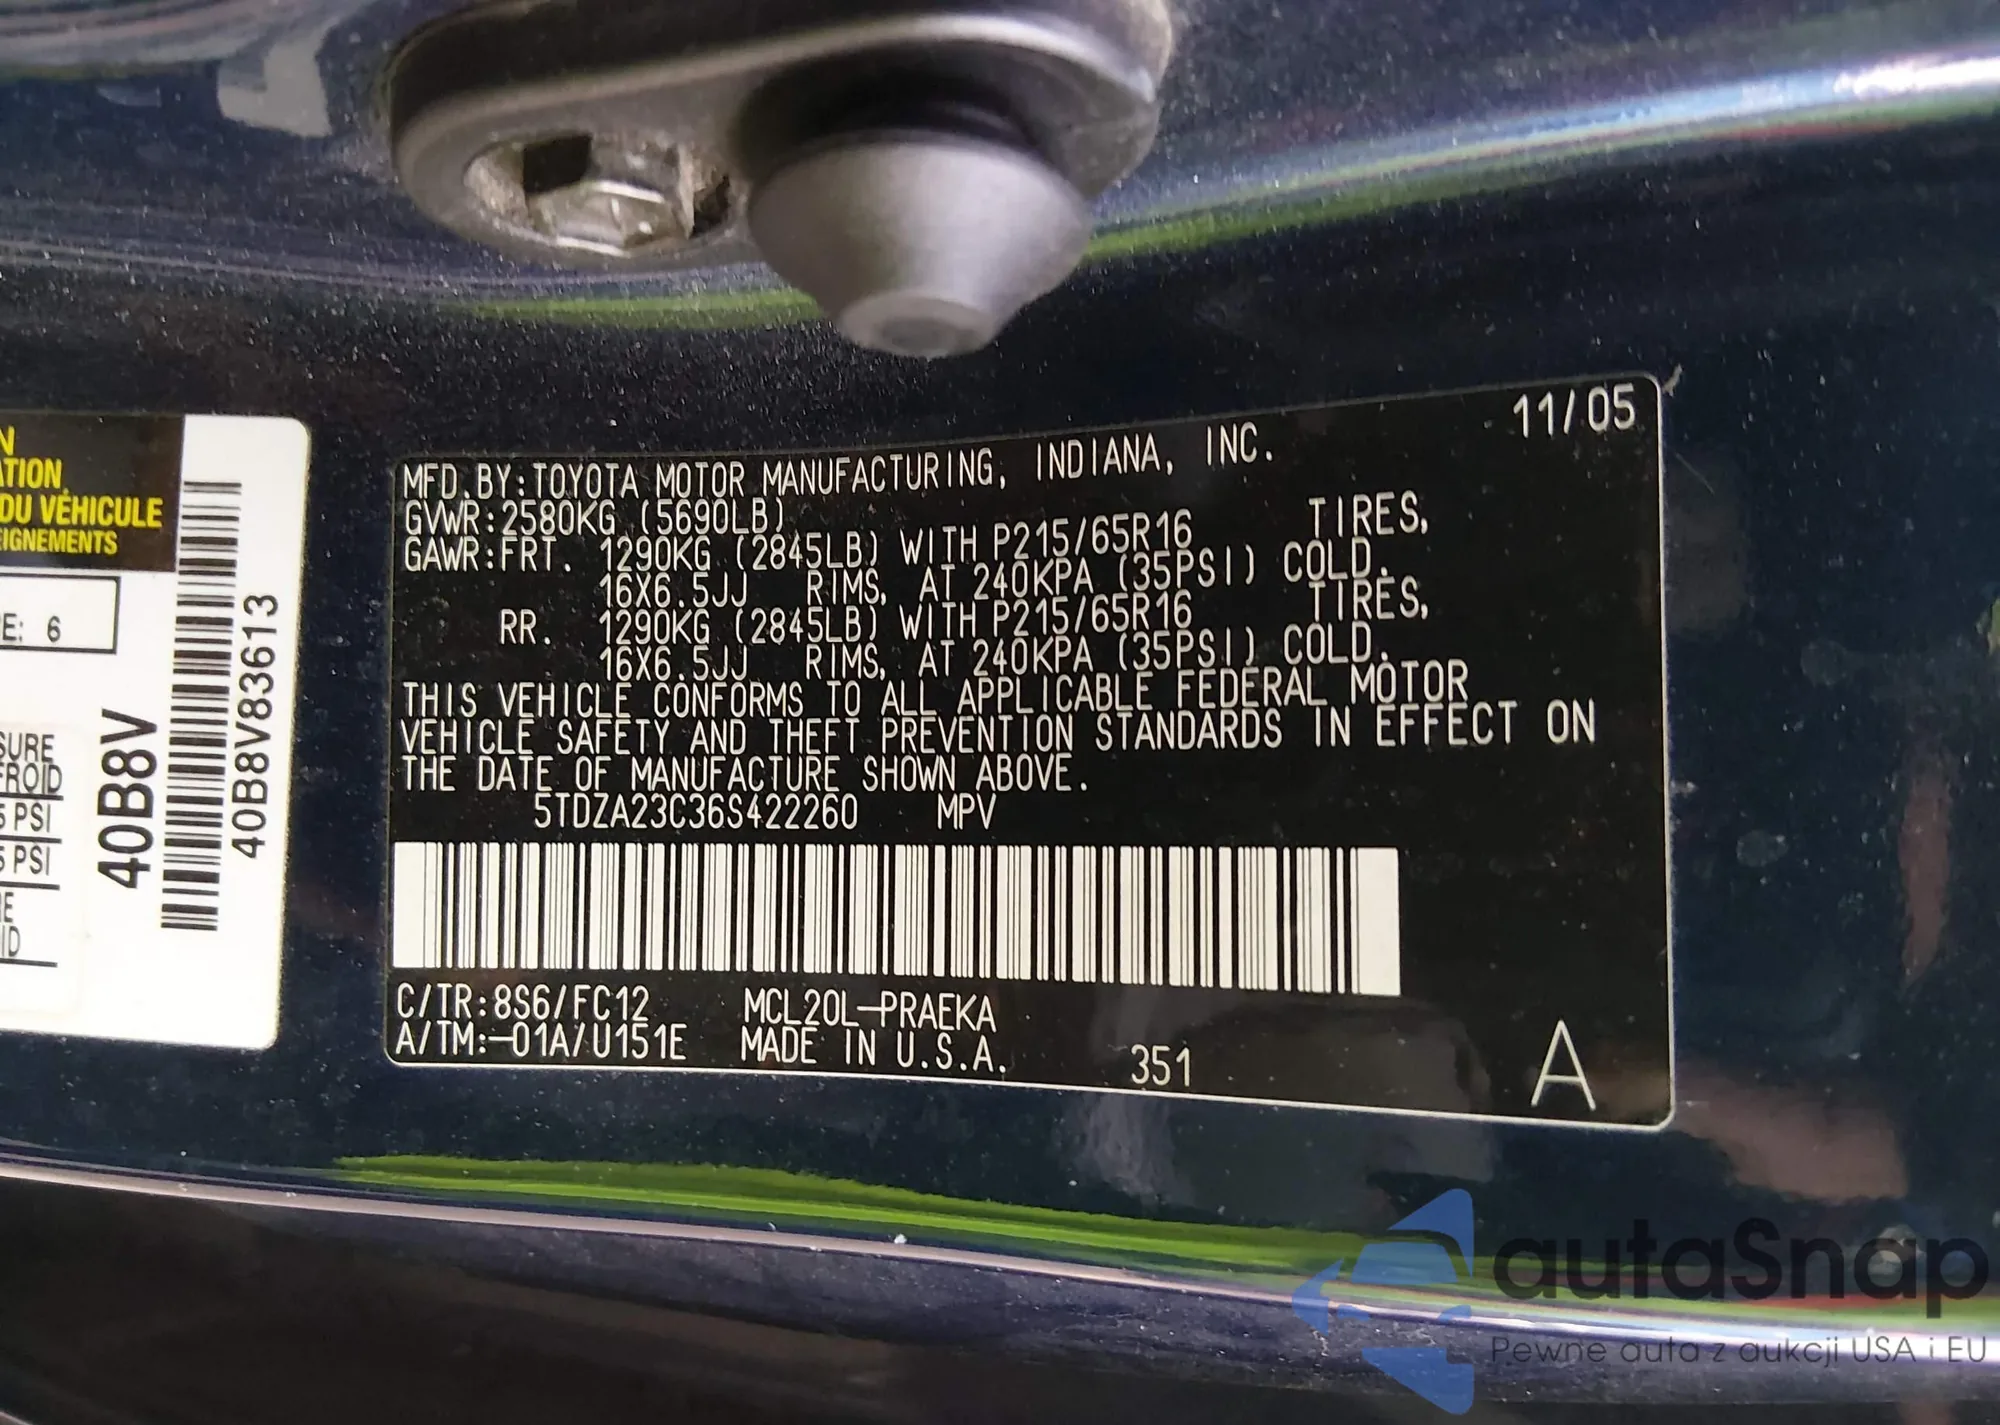 MFD.BY:TOYOTA MOTOR MANUFACTURING, INDIANA, INC. 11/05
GVWR:2580KG (5690LB)
GAWR:FRT. 1290KG (2845LB) WITH P215/65R16 TIRES,
16X6.5JJ RIMS, AT 240KPA (35PSI) COLD.
RR. 1290KG (2845LB) WITH P215/65R16 TIRES,
16X6.5JJ RIMS, AT 240KPA (35PSI) COLD.
THIS VEHICLE CONFORMS TO ALL APPLICABLE FEDERAL MOTOR
VEHICLE SAFETY AND THEFT PREVENTION STANDARDS IN EFFECT ON
THE DATE OF MANUFACTURE SHOWN ABOVE.
5TDZA23C36S422260 MPV
C/TR:8S6/FC12 MCL20L-PRAEKA
A/TM:-01A/U151E MADE IN U.S.A. 351 A
DU VÉHICULE
6
PSI
PSI
40B8V
40B8V83613
autaSnap
Pewne auta z aukcji USA i EU